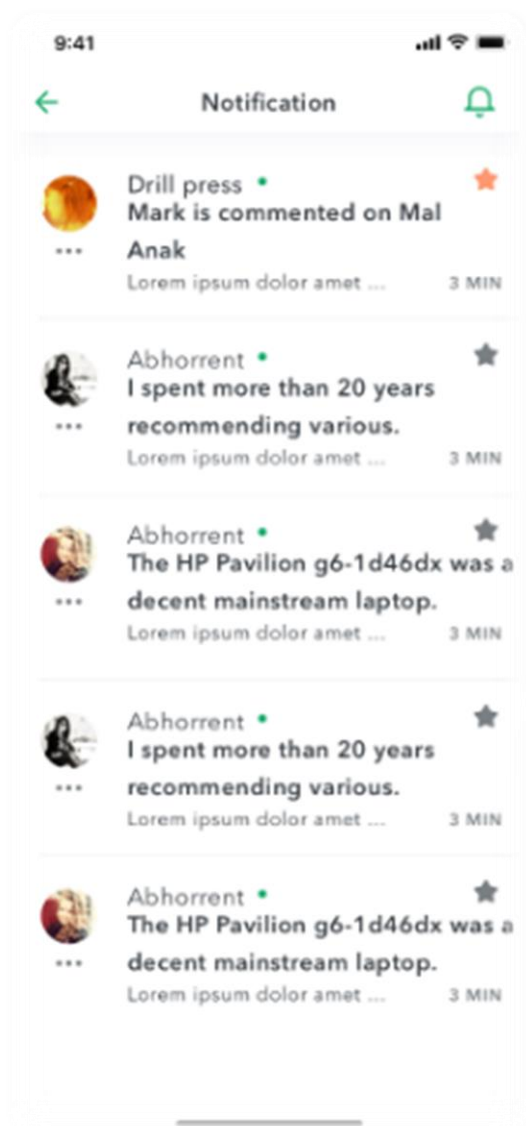 9:41
Notification
Drill press
Mark is commented on Mal
Anak
Lorem ipsum dolor amet ...
3 MIN
Abhorrent
I spent more than 20 years
recommending various.
Lorem ipsum dolor amet ...
3 MIN
Abhorrent
The HP Pavilion g6-1d46dx was a
decent mainstream laptop.
Lorem ipsum dolor amet ...
3 MIN
Abhorrent
I spent more than 20 years
recommending various.
Lorem ipsum dolor amet ...
3 MIN
Abhorrent
The HP Pavilion g6-1d46dx was a
decent mainstream laptop.
Lorem ipsum dolor amet ...
3 MIN